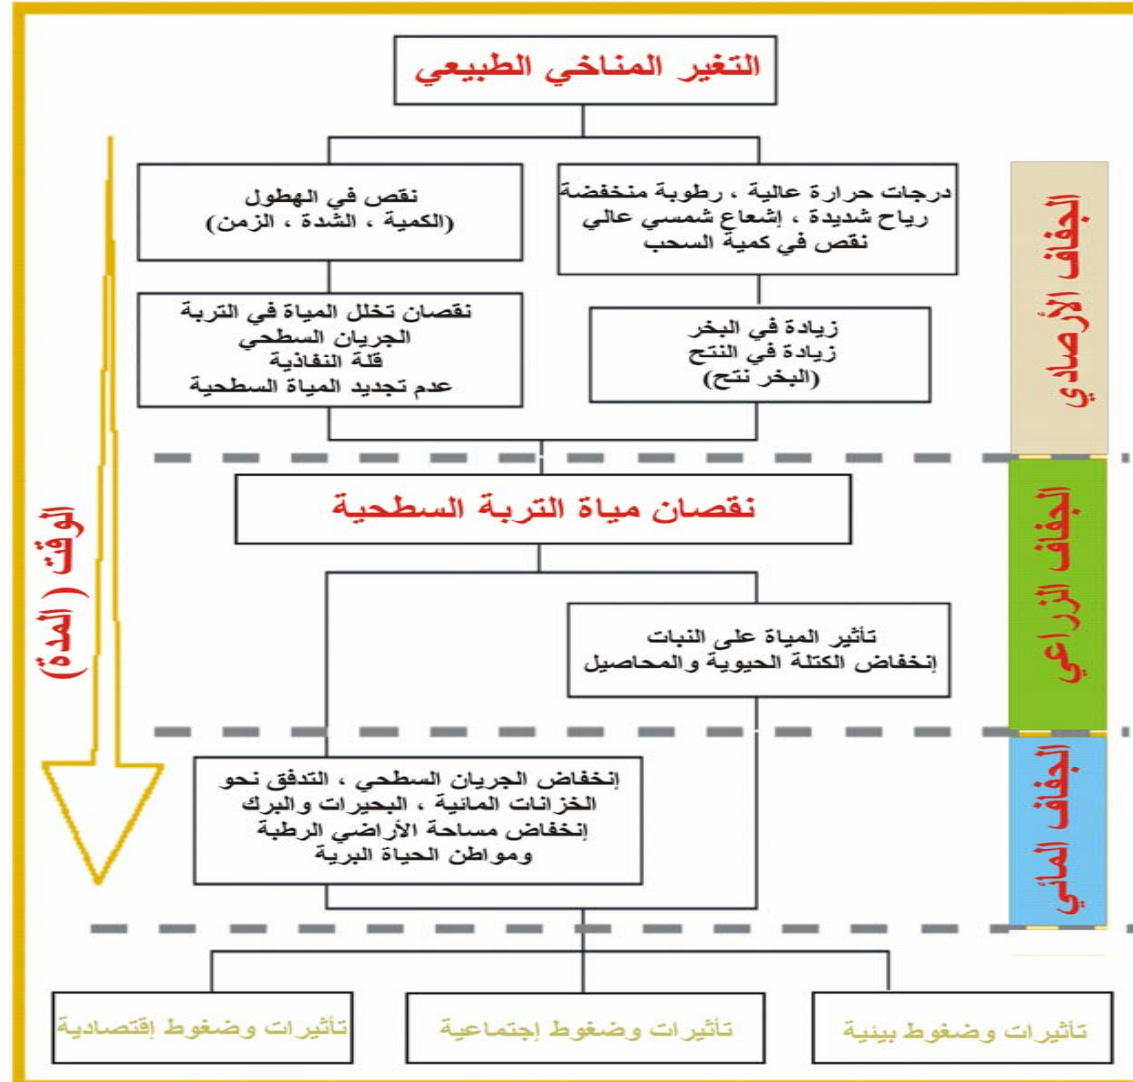 التغير المناخي الطبيعي
درجات حرارة عالية ، رطوبة منخفضة
رياح شديدة ، إشعاع شمسي عالي
نقص في كمية السحب
نقص في الهطول
(الكمية ، الشدة ، الزمن)
زيادة في البخر
زيادة في النتح
(البخر نتح)
نقصان تخلل المياة في التربة
الجريان السطحي
قلة النفاذية
عدم تجديد المياة السطحية
الجفاف الأرصادي
نقصان مياة التربة السطحية
تأثير المياة على النبات
إنخفاض الكتلة الحيوية والمحاصيل
الجفاف الزراعي
إنخفاض الجريان السطحي ، التدفق نحو
الخزانات المائية ، البحيرات والبرك
إنخفاض مساحة الأراضي الرطبة
ومواطن الحياة البرية
الجفاف المائي
الوقت ( المدة)
تأثيرات وضغوط بيئية
تأثيرات وضغوط إجتماعية
تأثيرات وضغوط إقتصادية